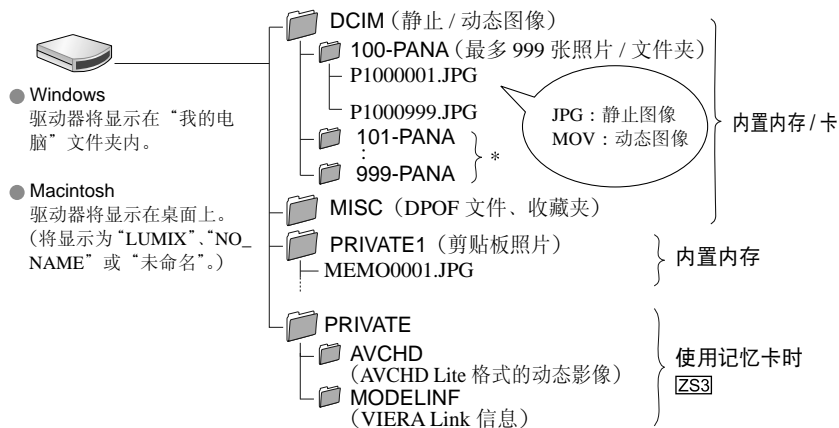 ● Windows
驱动器将显示在“我的电
脑”文件夹内。
● Macintosh
驱动器将显示在桌面上。
（将显示为“LUMIX”、“NO_
NAME”或“未命名”。）
DCIM（静止 / 动态图像）
100-PANA（最多 999 张照片 / 文件夹）
P1000001.JPG
P1000999.JPG
101-PANA
:
999-PANA
*
JPG：静止图像
MOV：动态图像
MISC（DPOF 文件、收藏夹）
内置内存 / 卡
PRIVATE1（剪贴板照片）
MEMO0001.JPG
内置内存
PRIVATE
AVCHD
（AVCHD Lite 格式的动态影像）
MODELINF
（VIERA Link 信息）
使用记忆卡时
ZS3